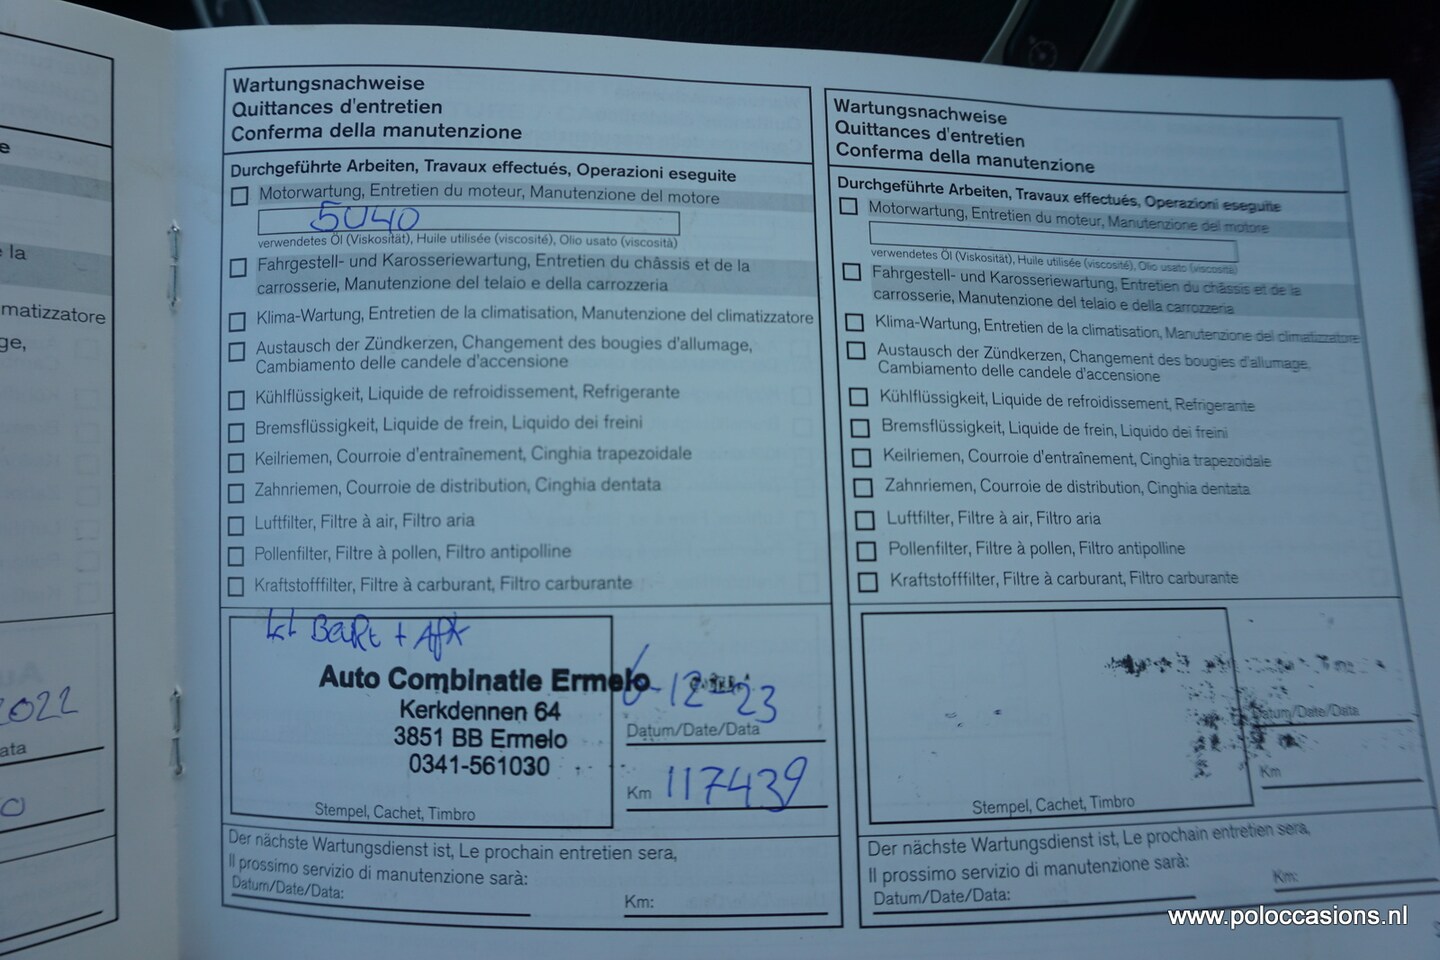 e
e la
matizzatore
ge,
2022
ata
0
Wartungsnachweise
Quittances d'entretien
Conferma della manutenzione
Durchgeführte Arbeiten, Travaux effectués, Operazioni eseguite
Motorwartung, Entretien du moteur, Manutenzione del motore
5W40
verwendetes Öl (Viskosität), Huile utilisée (viscosité), Olio usato (viscosità)
Fahrgestell- und Karosseriewartung, Entretien du châssis et de la
carrosserie, Manutenzione del telaio e della carrozzeria
Klima-Wartung, Entretien de la climatisation, Manutenzione del climatizzatore
Austausch der Zündkerzen, Changement des bougies d'allumage,
Cambiamento delle candele d'accensione
Kühlflüssigkeit, Liquide de refroidissement, Refrigerante
Bremsflüssigkeit, Liquide de frein, Liquido dei freini
Keilriemen, Courroie d'entraînement, Cinghia trapezoidale
Zahnriemen, Courroie de distribution, Cinghia dentata
Luftfilter, Filtre à air, Filtro aria
Pollenfilter, Filtre à pollen, Filtro antipolline
Kraftstofffilter, Filtre à carburant, Filtro carburante
Beurt + Apk
Auto Combinatie Ermelo
Kerkdennen 64
3851 BB Ermelo
0341-561030
Stempel, Cachet, Timbro
6-12-23
Datum/Date/Data
Km 117439
Der nächste Wartungsdienst ist, Le prochain entretien sera,
Il prossimo servizio di manutenzione sarà:
Datum/Date/Data:
Km:
Wartungsnachweise
Quittances d'entretien
Conferma della manutenzione
Durchgeführte Arbeiten, Travaux effectués, Operazioni eseguite
Motorwartung, Entretien du moteur, Manutenzione del motore
verwendetes Öl (Viskosität), Huile utilisée (viscosité), Olio usato (viscosità)
Fahrgestell- und Karosseriewartung, Entretien du châssis et de la
carrosserie, Manutenzione del telaio e della carrozzeria
Klima-Wartung, Entretien de la climatisation, Manutenzione del climatizzatore
Austausch der Zündkerzen, Changement des bougies d'allumage,
Cambiamento delle candele d'accensione
Kühlflüssigkeit, Liquide de refroidissement, Refrigerante
Bremsflüssigkeit, Liquide de frein, Liquido dei freini
Keilriemen, Courroie d'entraînement, Cinghia trapezoidale
Zahnriemen, Courroie de distribution, Cinghia dentata
Luftfilter, Filtre à air, Filtro aria
Pollenfilter, Filtre à pollen, Filtro antipolline
Kraftstofffilter, Filtre à carburant, Filtro carburante
Datum/Date/Data
Km
Stempel, Cachet, Timbro
Der nächste Wartungsdienst ist, Le prochain entretien sera,
Il prossimo servizio di manutenzione sarà:
Datum/Date/Data:
Km:
www.poloccasions.nl